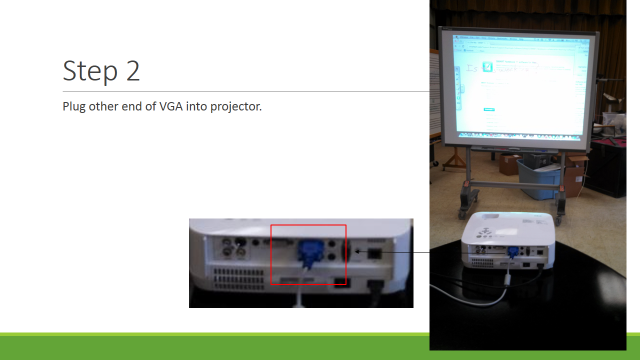 Step 2
Plug other end of VGA into projector.